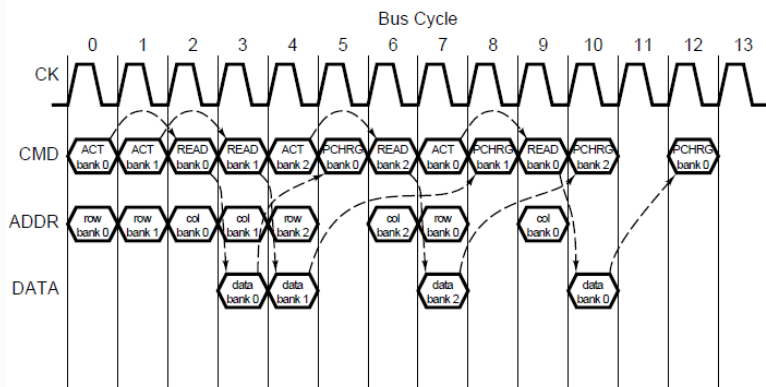 Bus Cycle
0 1 2 3 4 5 6 7 8 9 10 11 12 13
CK
CMD
ACT bank 0
ACT bank 1
READ bank 0
READ bank 1
ACT bank 2
PCHRG bank 0
READ bank 2
ACT bank 0
PCHRG bank 1
READ bank 0
PCHRG bank 2
PCHRG bank 0
ADDR
row bank 0
row bank 1
col bank 0
col bank 1
row bank 2
col bank 2
row bank 0
col bank 0
DATA
data bank 0
data bank 1
data bank 2
data bank 0